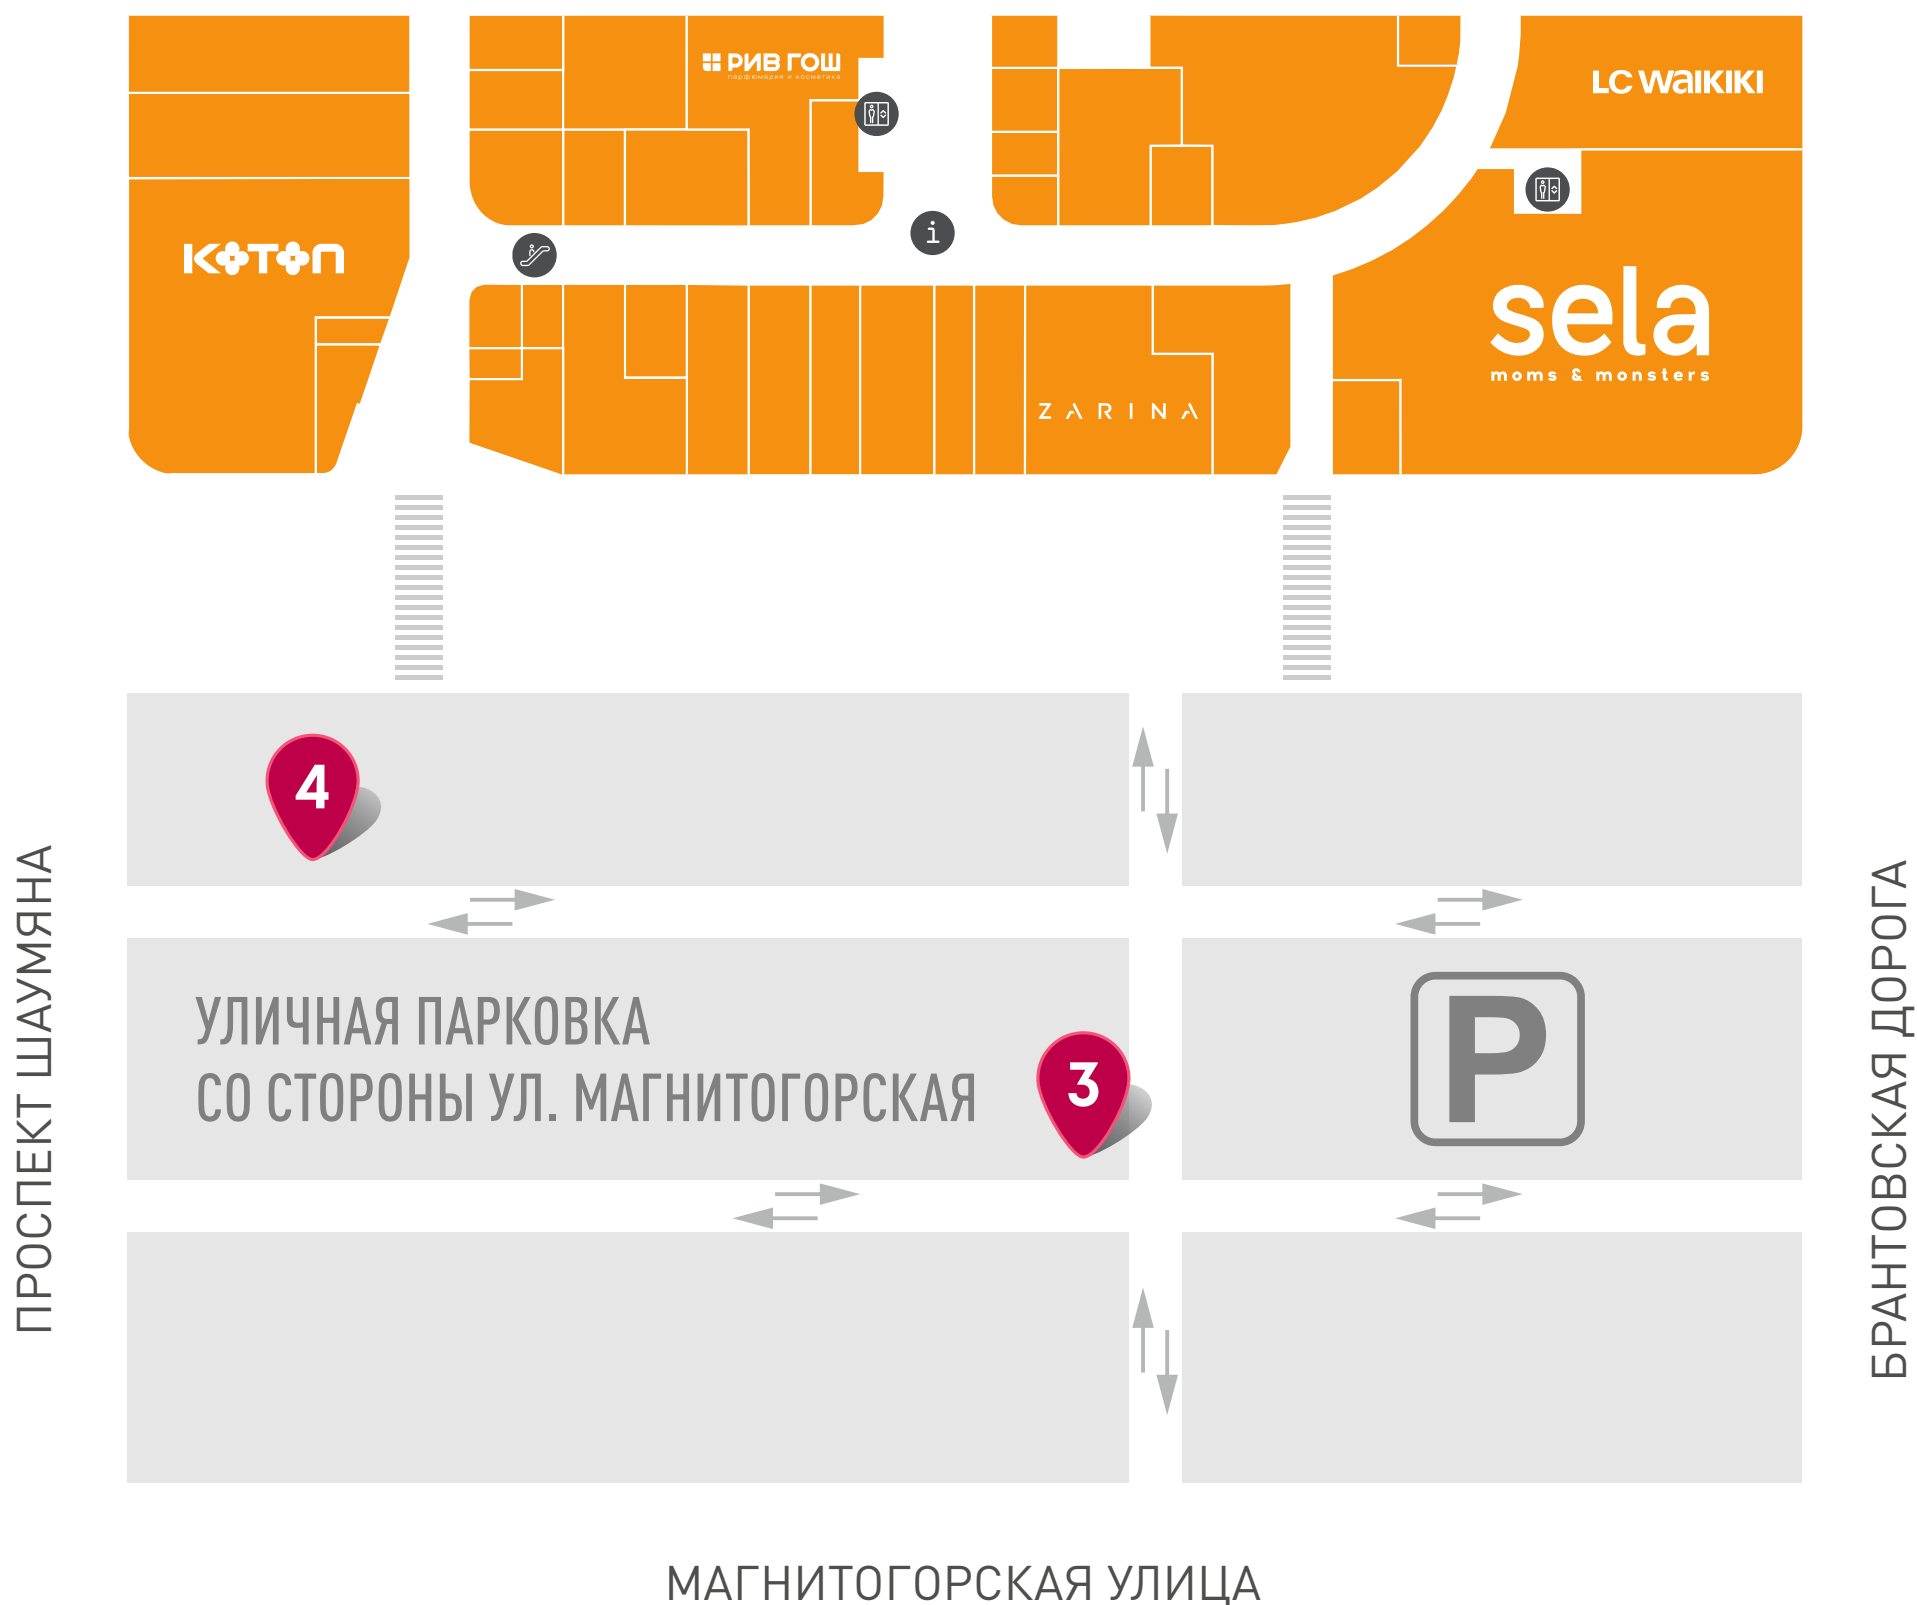 РИВ ГОШ
парфюмерия и косметика
LC WAIKIKI
KOTON
sela
moms & monsters
ZARINA
i
4
УЛИЧНАЯ ПАРКОВКА
СО СТОРОНЫ УЛ. МАГНИТОГОРСКАЯ
3
P
ПРОСПЕКТ ШАУМЯНА
БРАНТОВСКАЯ ДОРОГА
МАГНИТОГОРСКАЯ УЛИЦА